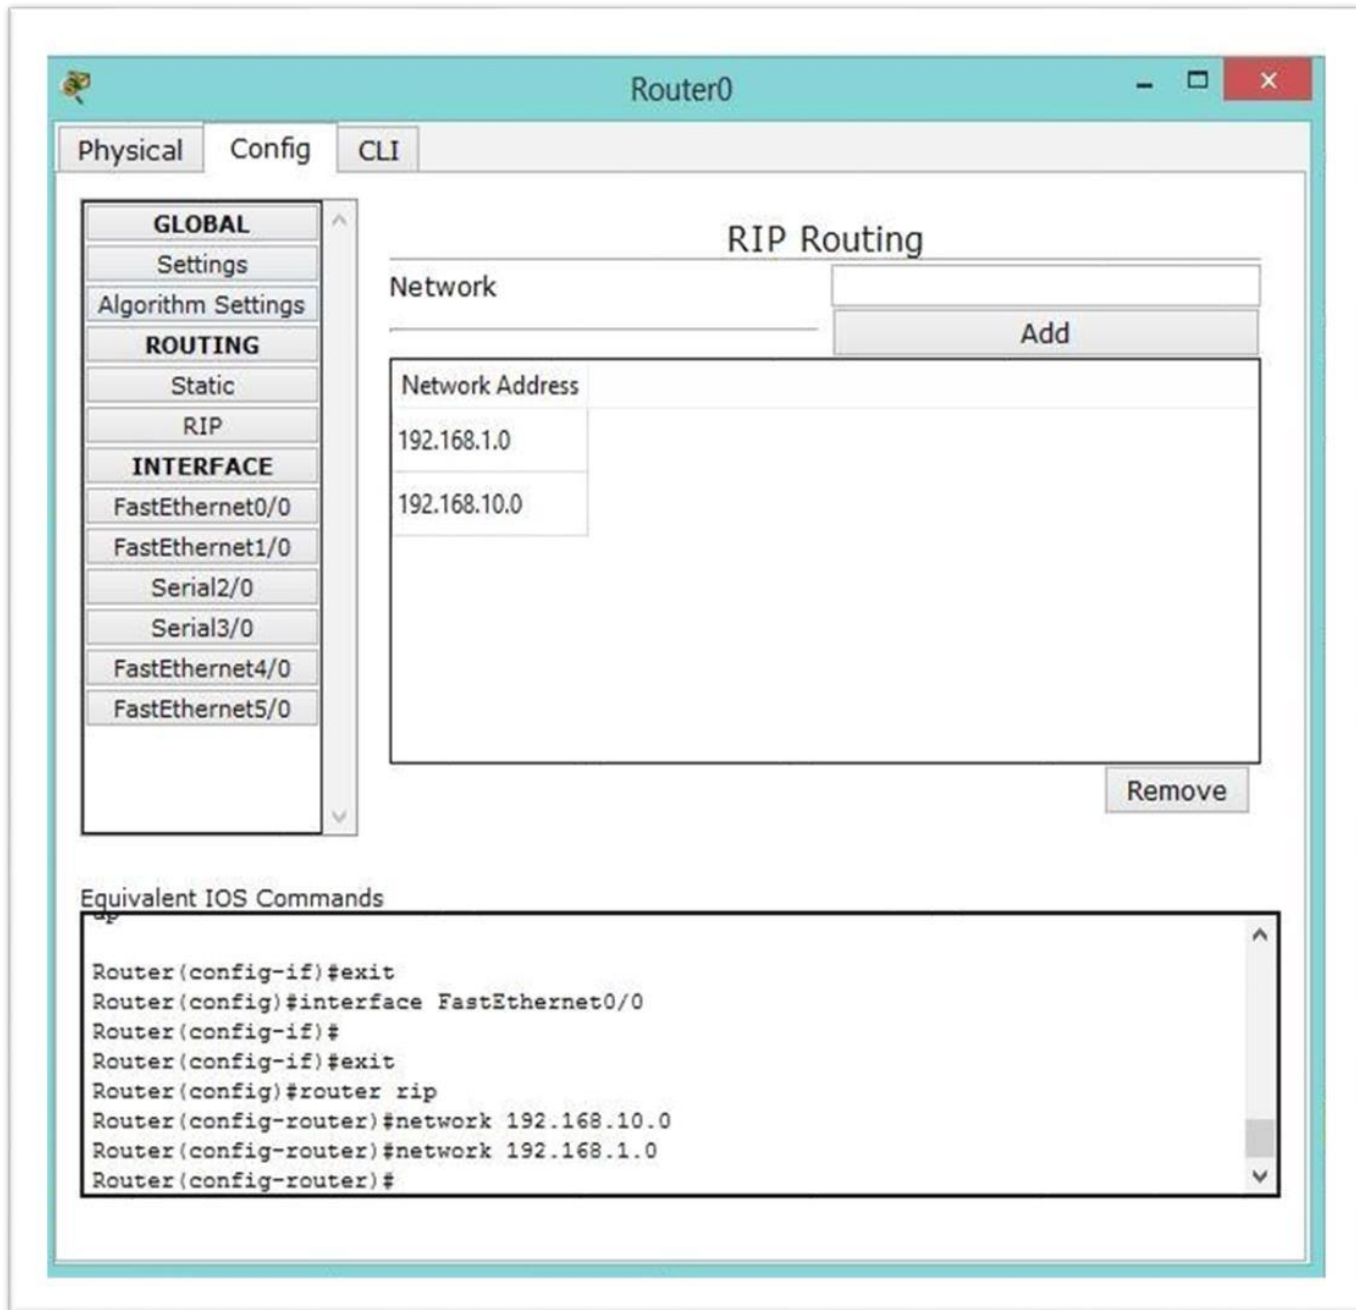 Router0
Physical
Config
CLI
GLOBAL
Settings
Algorithm Settings
ROUTING
Static
RIP
INTERFACE
FastEthernet0/0
FastEthernet1/0
Serial2/0
Serial3/0
FastEthernet4/0
FastEthernet5/0
RIP Routing
Network
Add
Network Address
192.168.1.0
192.168.10.0
Remove
Equivalent IOS Commands
up
Router(config-if)#exit
Router(config)#interface FastEthernet0/0
Router(config-if)#
Router(config-if)#exit
Router(config)#router rip
Router(config-router)#network 192.168.10.0
Router(config-router)#network 192.168.1.0
Router(config-router)#